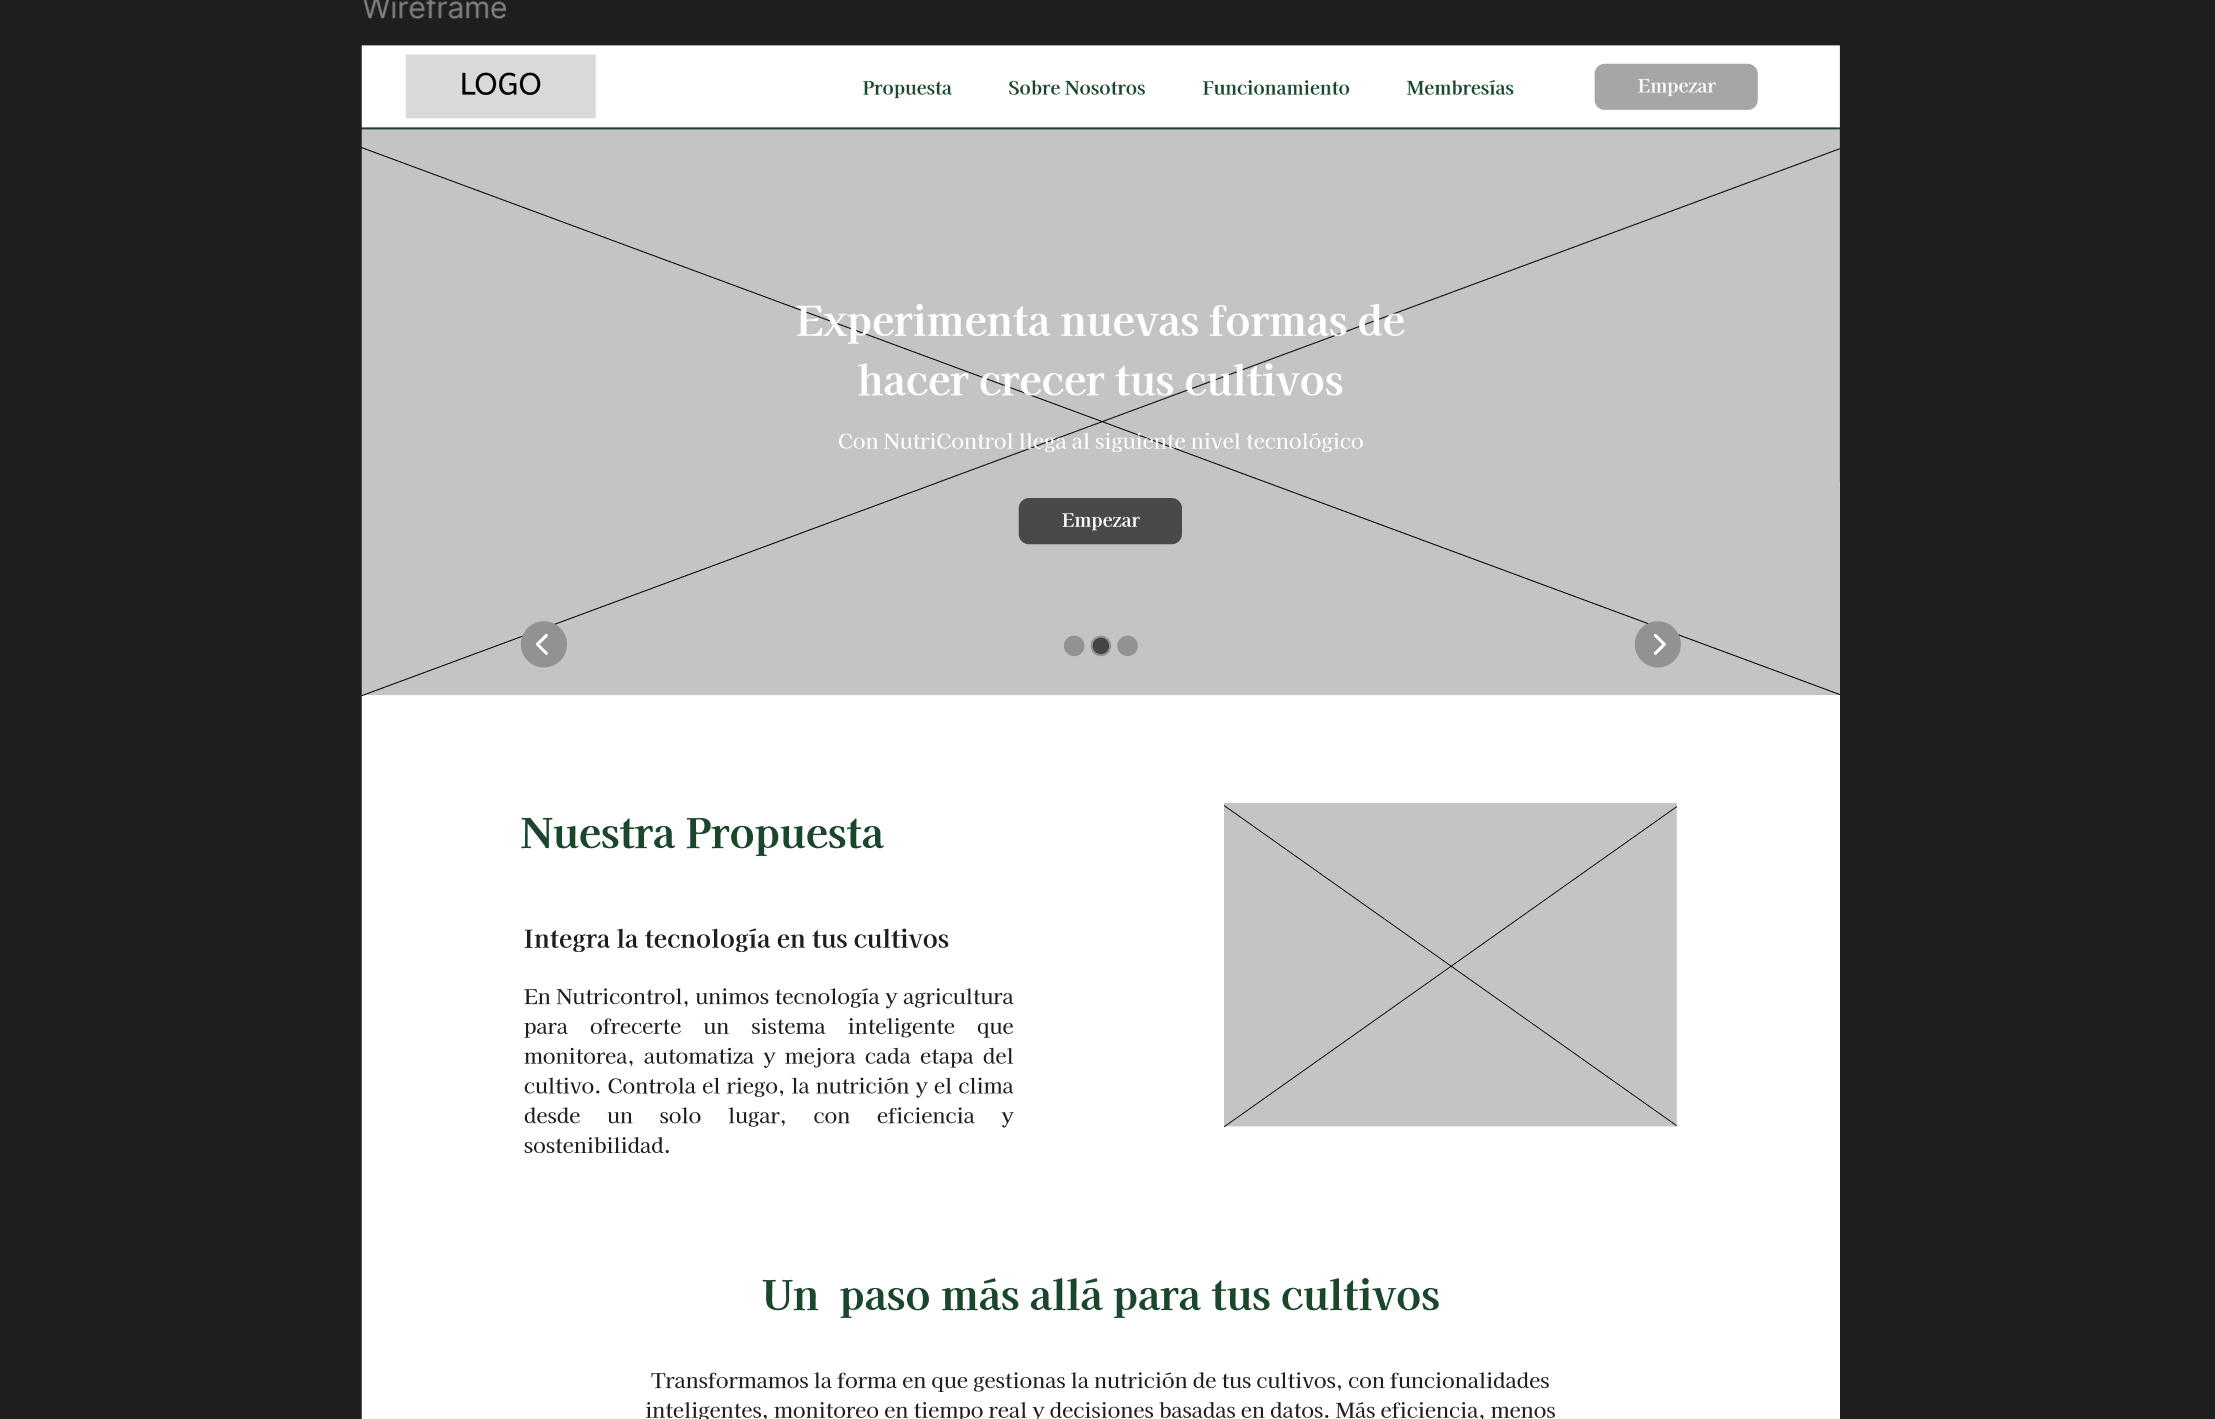 Wireframe
LOGO
Propuesta
Sobre Nosotros
Funcionamiento
Membresías
Empezar
Experimenta nuevas formas de
hacer crecer tus cultivos
Con NutriControl llega al siguiente nivel tecnológico
Empezar
Nuestra Propuesta
Integra la tecnología en tus cultivos
En Nutricontrol, unimos tecnología y agricultura
para ofrecerte un sistema inteligente que
monitorea, automatiza y mejora cada etapa del
cultivo. Controla el riego, la nutrición y el clima
desde un solo lugar, con eficiencia y
sostenibilidad.
Un  paso más allá para tus cultivos
Transformamos la forma en que gestionas la nutrición de tus cultivos, con funcionalidades
inteligentes, monitoreo en tiempo real y decisiones basadas en datos. Más eficiencia, menos